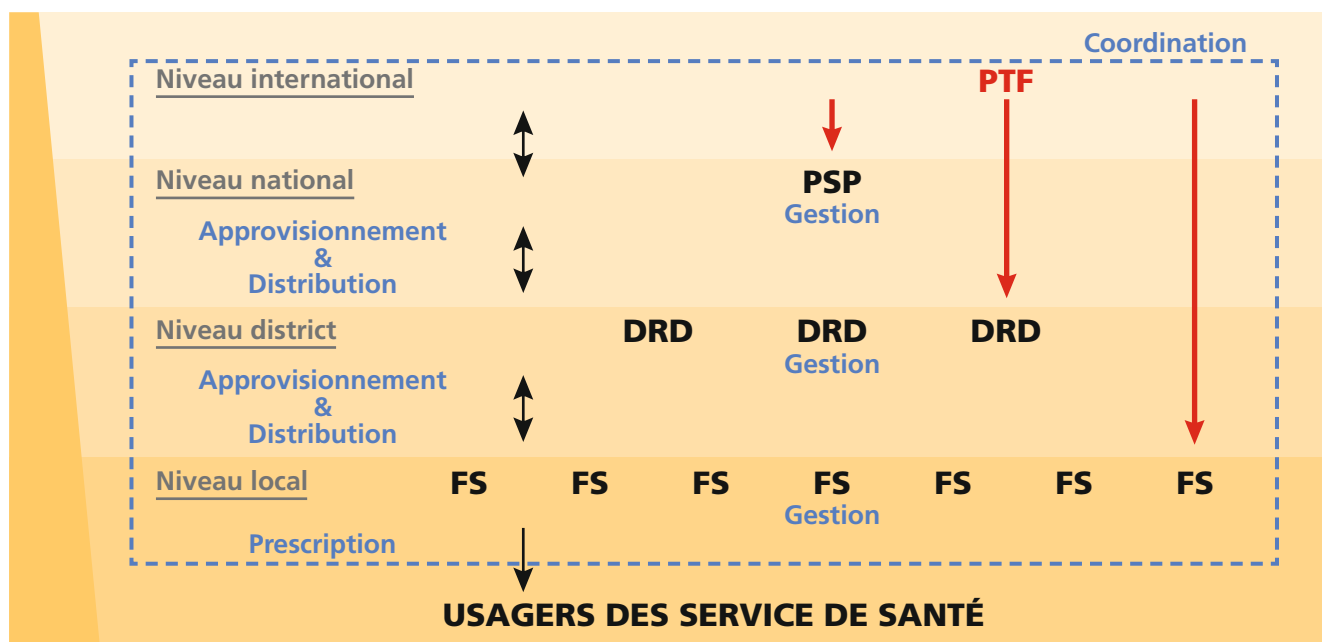 Coordination
Niveau international
PTF
Niveau national
PSP
Gestion
Approvisionnement
&
Distribution
Niveau district
DRD DRD DRD
Gestion
Approvisionnement
&
Distribution
Niveau local
FS FS FS FS FS FS FS
Gestion
Prescription
USAGERS DES SERVICE DE SANTÉ